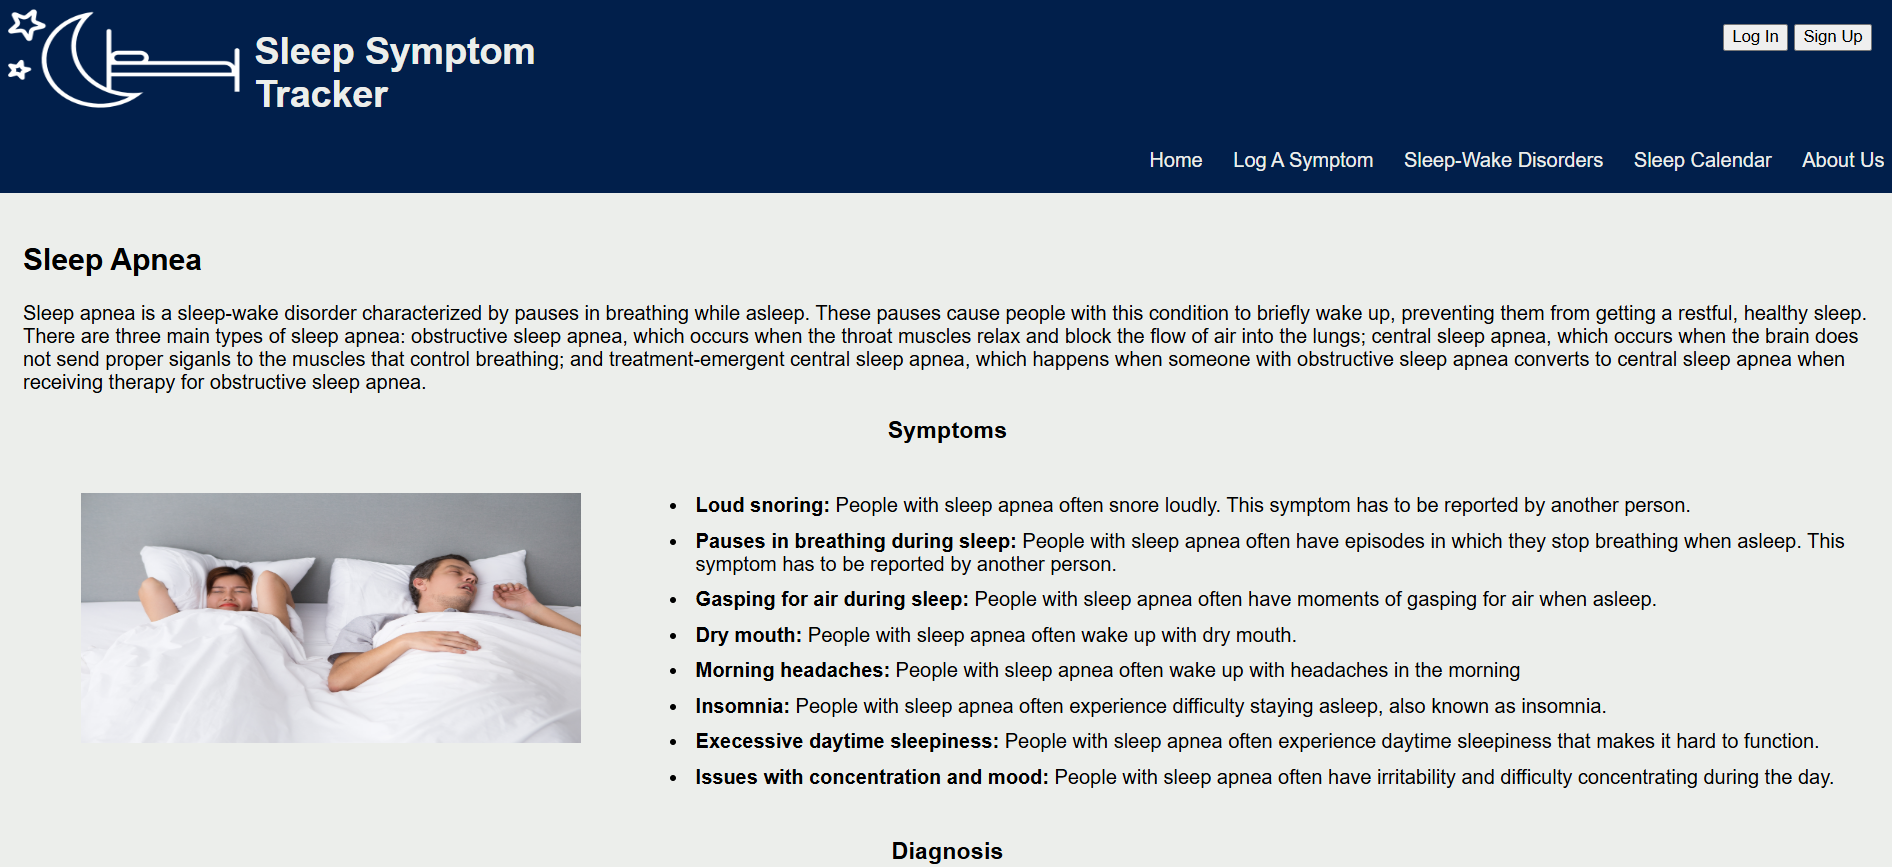 Sleep Symptom
Tracker
Log In
Sign Up
Home
Log A Symptom
Sleep-Wake Disorders
Sleep Calendar
About Us
Sleep Apnea
Sleep apnea is a sleep-wake disorder characterized by pauses in breathing while asleep. These pauses cause people with this condition to briefly wake up, preventing them from getting a restful, healthy sleep.
There are three main types of sleep apnea: obstructive sleep apnea, which occurs when the throat muscles relax and block the flow of air into the lungs; central sleep apnea, which occurs when the brain does
not send proper siganls to the muscles that control breathing; and treatment-emergent central sleep apnea, which happens when someone with obstructive sleep apnea converts to central sleep apnea when
receiving therapy for obstructive sleep apnea.
Symptoms
• Loud snoring: People with sleep apnea often snore loudly. This symptom has to be reported by another person.
• Pauses in breathing during sleep: People with sleep apnea often have episodes in which they stop breathing when asleep. This
symptom has to be reported by another person.
• Gasping for air during sleep: People with sleep apnea often have moments of gasping for air when asleep.
• Dry mouth: People with sleep apnea often wake up with dry mouth.
• Morning headaches: People with sleep apnea often wake up with headaches in the morning
• Insomnia: People with sleep apnea often experience difficulty staying asleep, also known as insomnia.
• Execessive daytime sleepiness: People with sleep apnea often experience daytime sleepiness that makes it hard to function.
• Issues with concentration and mood: People with sleep apnea often have irritability and difficulty concentrating during the day.
Diagnosis